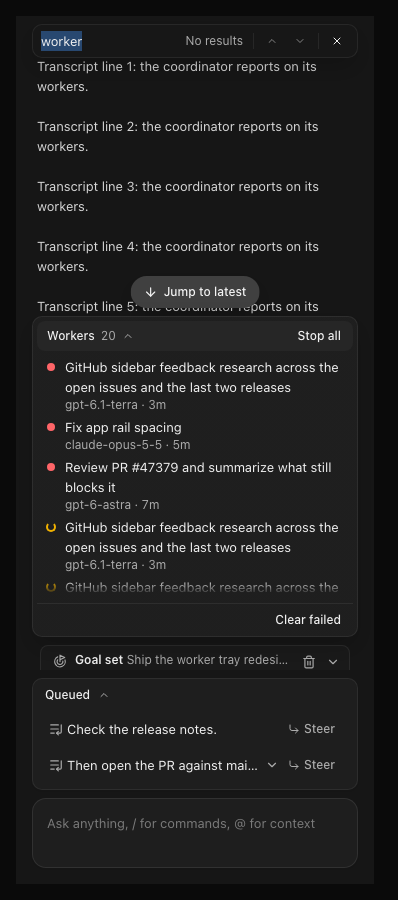 worker
No results
Transcript line 1: the coordinator reports on its
workers.
Transcript line 2: the coordinator reports on its
workers.
Transcript line 3: the coordinator reports on its
workers.
Transcript line 4: the coordinator reports on its
workers.
Jump to latest
Transcript line 5: the coordinator reports on its
Workers 20
Stop all
GitHub sidebar feedback research across the
open issues and the last two releases
gpt-6.1-terra · 3m
Fix app rail spacing
claude-opus-5-5 · 5m
Review PR #47379 and summarize what still
blocks it
gpt-6-astra · 7m
GitHub sidebar feedback research across the
open issues and the last two releases
gpt-6.1-terra · 3m
GitHub sidebar feedback research across the
Clear failed
Goal set Ship the worker tray redesi...
Queued
Check the release notes.
Steer
Then open the PR against mai...
Steer
Ask anything, / for commands, @ for context